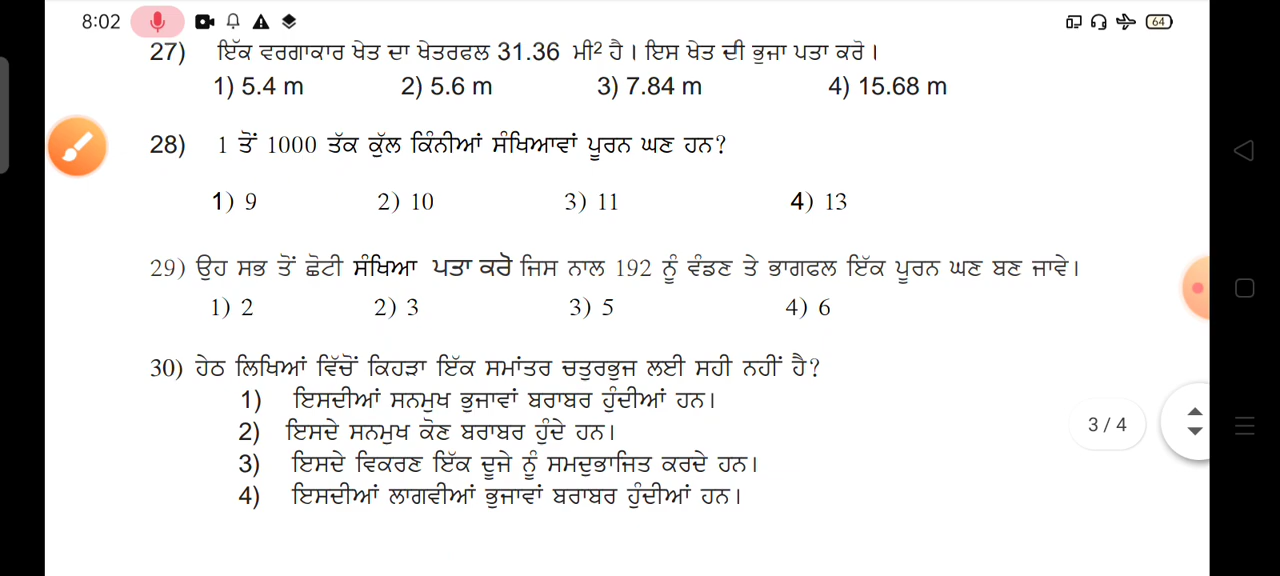 8:02
64
27) ਇੱਕ ਵਰਗਾਕਾਰ ਖੇਤ ਦਾ ਖੇਤਰਫਲ 31.36 ਮੀ² ਹੈ। ਇਸ ਖੇਤ ਦੀ ਭੁਜਾ ਪਤਾ ਕਰੋ।
1) 5.4 m 2) 5.6 m 3) 7.84 m 4) 15.68 m
28) 1 ਤੋਂ 1000 ਤੱਕ ਕੁੱਲ ਕਿੰਨੀਆਂ ਸੰਖਿਆਵਾਂ ਪੂਰਨ ਘਣ ਹਨ?
1) 9 2) 10 3) 11 4) 13
29) ਉਹ ਸਭ ਤੋਂ ਛੋਟੀ ਸੰਖਿਆ ਪਤਾ ਕਰੋ ਜਿਸ ਨਾਲ 192 ਨੂੰ ਵੰਡਣ ਤੇ ਭਾਗਫਲ ਇੱਕ ਪੂਰਨ ਘਣ ਬਣ ਜਾਵੇ।
1) 2 2) 3 3) 5 4) 6
30) ਹੇਠ ਲਿਖਿਆਂ ਵਿੱਚੋਂ ਕਿਹੜਾ ਇੱਕ ਸਮਾਂਤਰ ਚਤੁਰਭੁਜ ਲਈ ਸਹੀ ਨਹੀਂ ਹੈ?
1) ਇਸਦੀਆਂ ਸਨਮੁਖ ਭੁਜਾਵਾਂ ਬਰਾਬਰ ਹੁੰਦੀਆਂ ਹਨ।
3 / 4
2) ਇਸਦੇ ਸਨਮੁਖ ਕੋਣ ਬਰਾਬਰ ਹੁੰਦੇ ਹਨ।
3) ਇਸਦੇ ਵਿਕਰਣ ਇੱਕ ਦੂਜੇ ਨੂੰ ਸਮਦੁਭਾਜਿਤ ਕਰਦੇ ਹਨ।
4) ਇਸਦੀਆਂ ਲਾਗਵੀਆਂ ਭੁਜਾਵਾਂ ਬਰਾਬਰ ਹੁੰਦੀਆਂ ਹਨ।